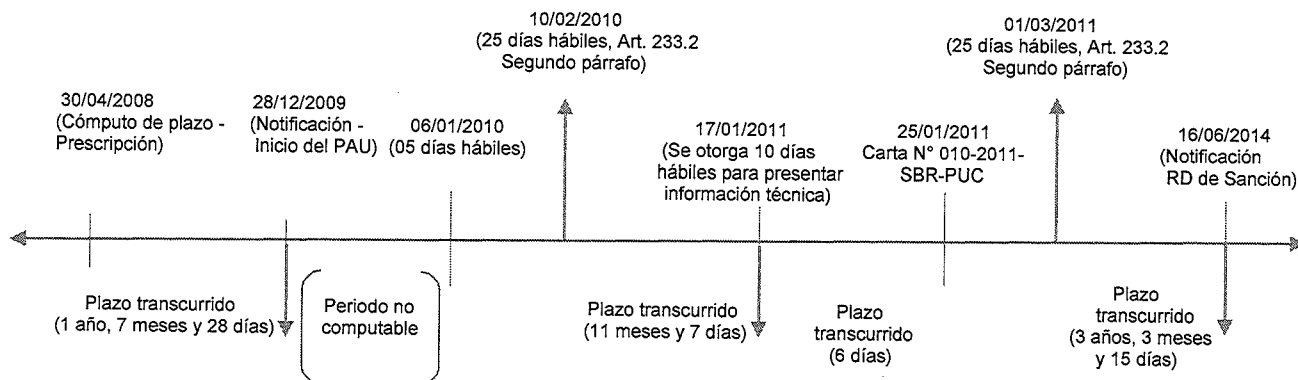 10/02/2010
(25 días hábiles, Art. 233.2
Segundo párrafo)
01/03/2011
(25 días hábiles, Art. 233.2
Segundo párrafo)
30/04/2008
(Cómputo de plazo -
Prescripción)
28/12/2009
(Notificación -
Inicio del PAU)
06/01/2010
(05 días hábiles)
17/01/2011
(Se otorga 10 días
hábiles para presentar
información técnica)
25/01/2011
Carta N° 010-2011-
SBR-PUC
16/06/2014
(Notificación
RD de Sanción)
Plazo transcurrido
(1 año, 7 meses y 28 días)
Periodo no
computable
Plazo transcurrido
(11 meses y 7 días)
Plazo
transcurrido
(6 días)
Plazo
transcurrido
(3 años, 3 meses
y 15 días)